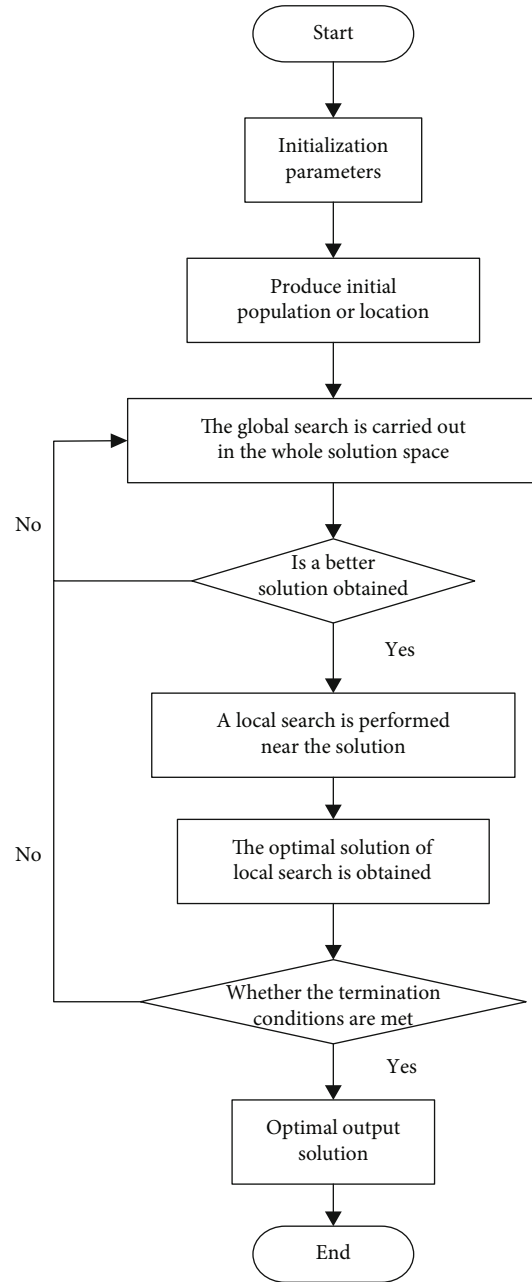 Start
Initialization
parameters
Produce initial
population or location
The global search is carried out
in the whole solution space
No
Is a better
solution obtained
Yes
A local search is performed
near the solution
No
The optimal solution of
local search is obtained
Whether the termination
conditions are met
Yes
Optimal output
solution
End